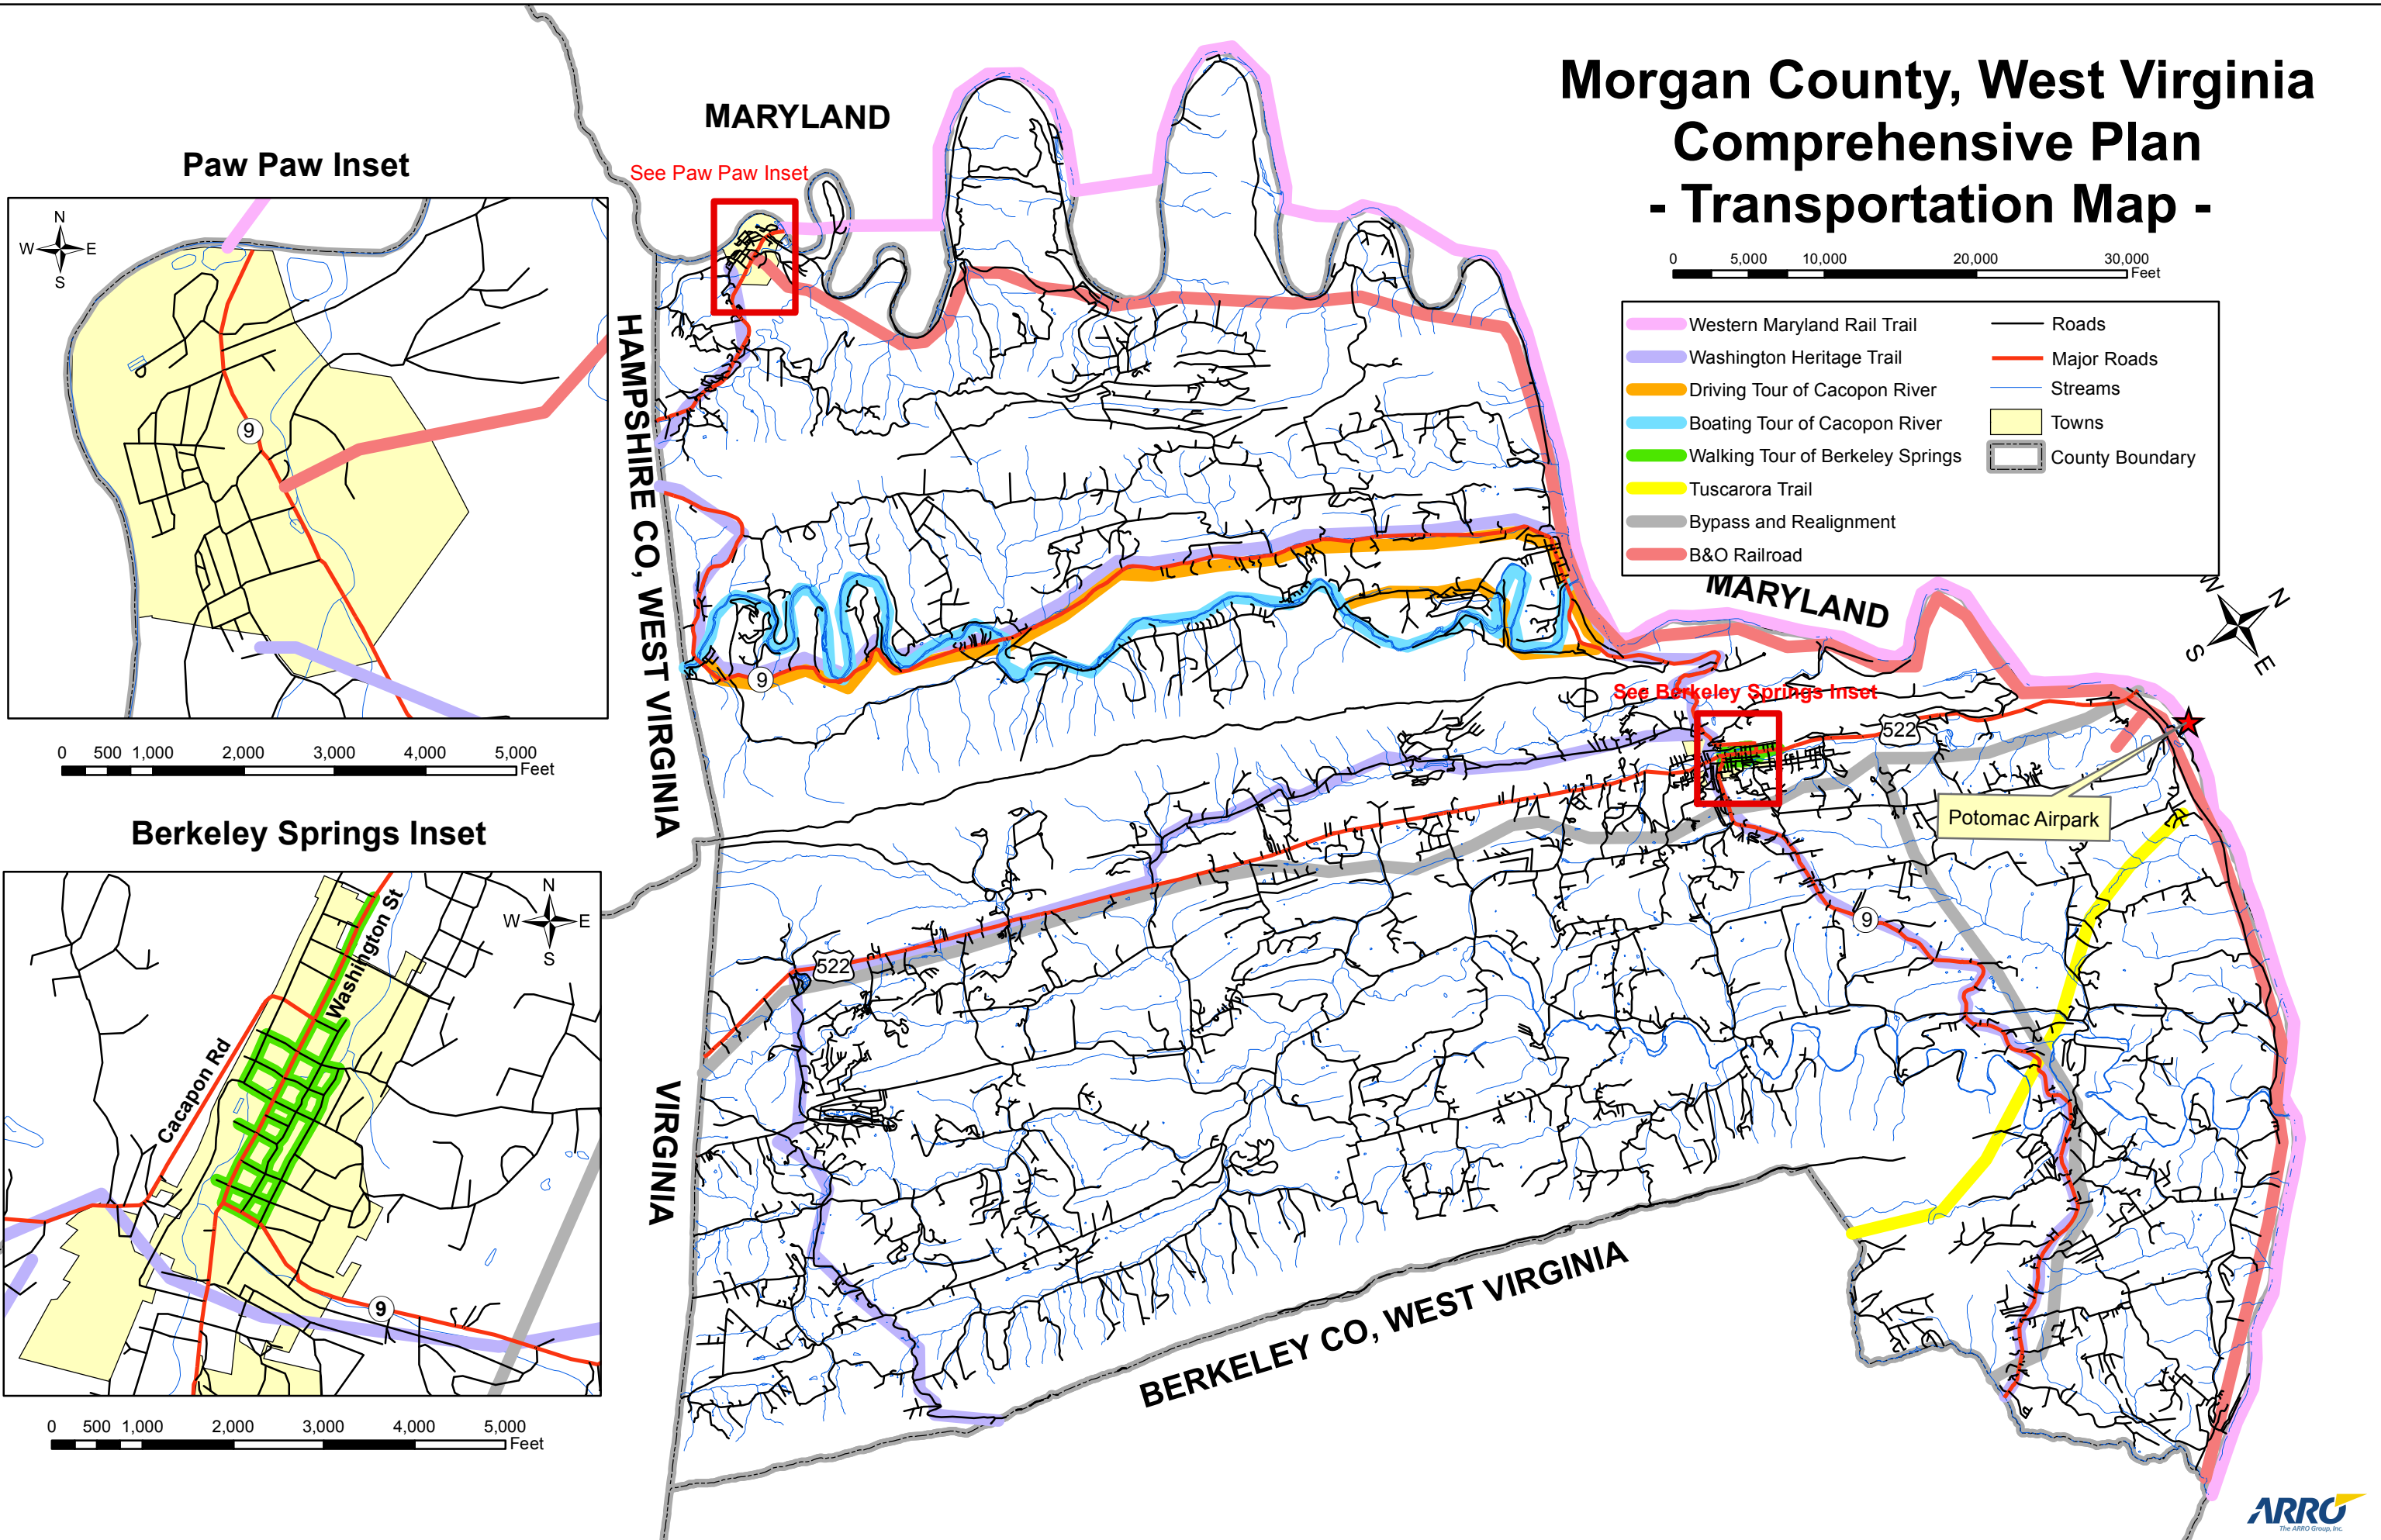 Morgan County, West Virginia
Comprehensive Plan
- Transportation Map -
0 5,000 10,000 20,000 30,000
Feet
Western Maryland Rail Trail
Washington Heritage Trail
Driving Tour of Cacopon River
Boating Tour of Cacopon River
Walking Tour of Berkeley Springs
Tuscarora Trail
Bypass and Realignment
B&O Railroad
Roads
Major Roads
Streams
Towns
County Boundary
MARYLAND
See Paw Paw Inset
Paw Paw Inset
N
W E
S
9
0 500 1,000 2,000 3,000 4,000 5,000
Feet
HAMPSHIRE CO, WEST VIRGINIA
9
MARYLAND
N
W
E
S
See Berkeley Springs Inset
522
Potomac Airpark
9
522
VIRGINIA
BERKELEY CO, WEST VIRGINIA
Berkeley Springs Inset
N
W E
S
Washington St
Cacapon Rd
9
0 500 1,000 2,000 3,000 4,000 5,000
Feet
ARRO
The ARRO Group, Inc.